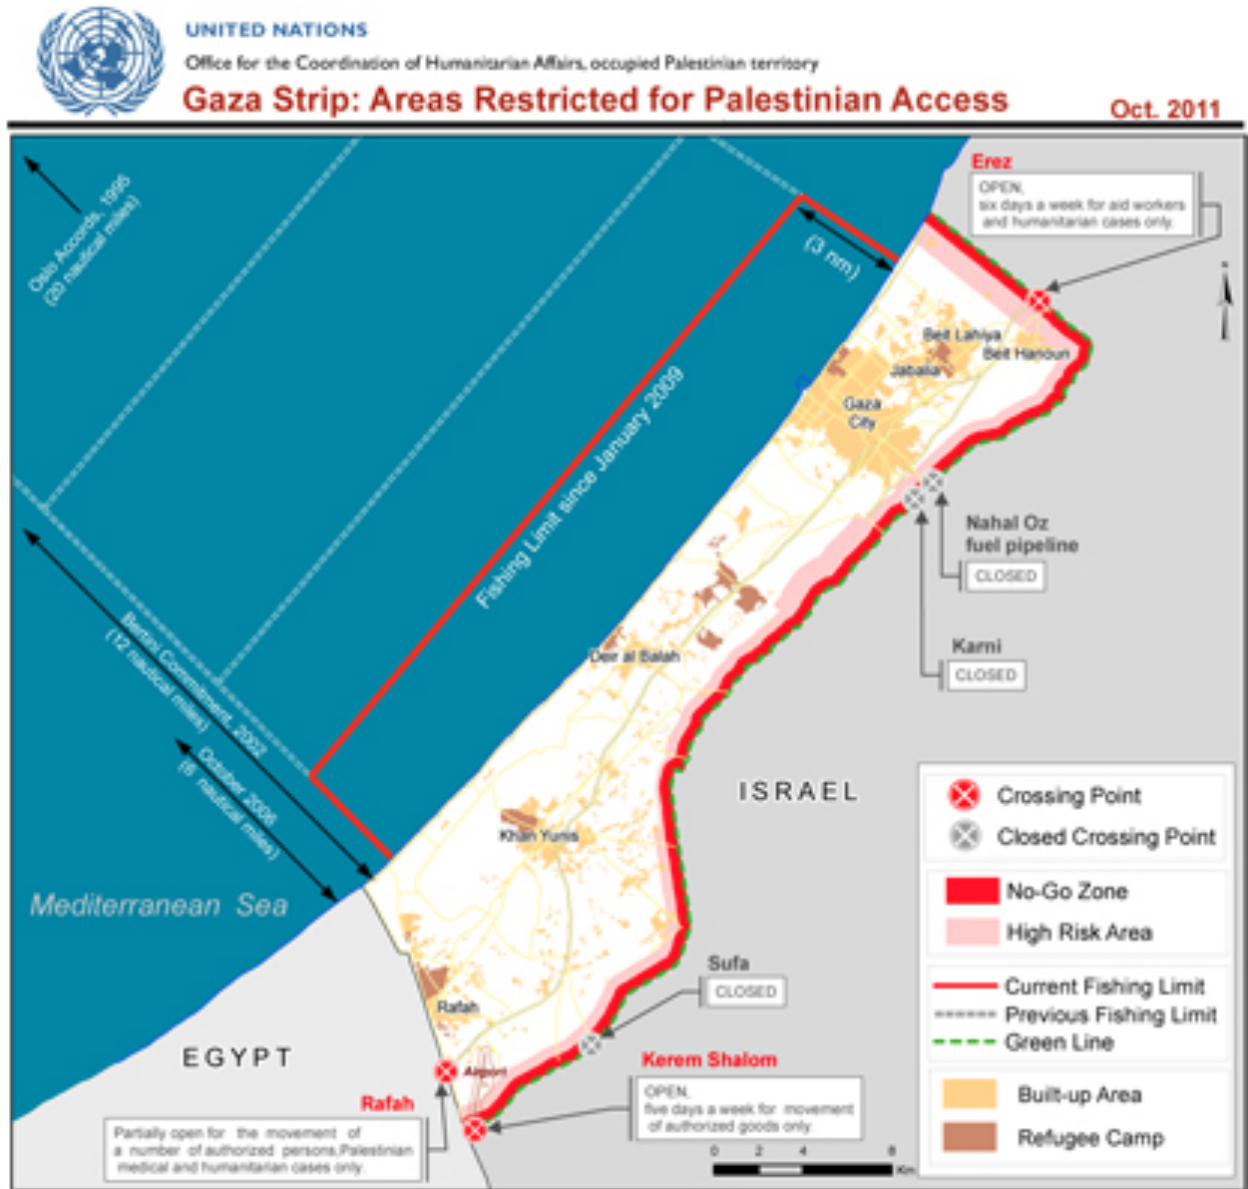 UNITED NATIONS
Office for the Coordination of Humanitarian Affairs, occupied Palestinian territory
Gaza Strip: Areas Restricted for Palestinian Access
Oct. 2011
Oslo Accords, 1995
(20 nautical miles)
(3 nm)
Fishing Limit since January 2009
Bertini Commitment, 2002
(12 nautical miles)
October 2006
(6 nautical miles)
Mediterranean Sea
Erez
OPEN,
six days a week for aid workers
and humanitarian cases only.
Beit Lahiya
Beit Hanoun
Jabalia
Gaza
City
Nahal Oz
fuel pipeline
CLOSED
Karni
CLOSED
Deir al Balah
Khan Yunis
ISRAEL
Sufa
CLOSED
Rafah
Airport
EGYPT
Kerem Shalom
OPEN,
five days a week for movement
of authorized goods only.
Rafah
Partially open for the movement of
a number of authorized persons,Palestinian
medical and humanitarian cases only.
Crossing Point
Closed Crossing Point
No-Go Zone
High Risk Area
Current Fishing Limit
Previous Fishing Limit
Green Line
Built-up Area
Refugee Camp
0 2 4 8
Km